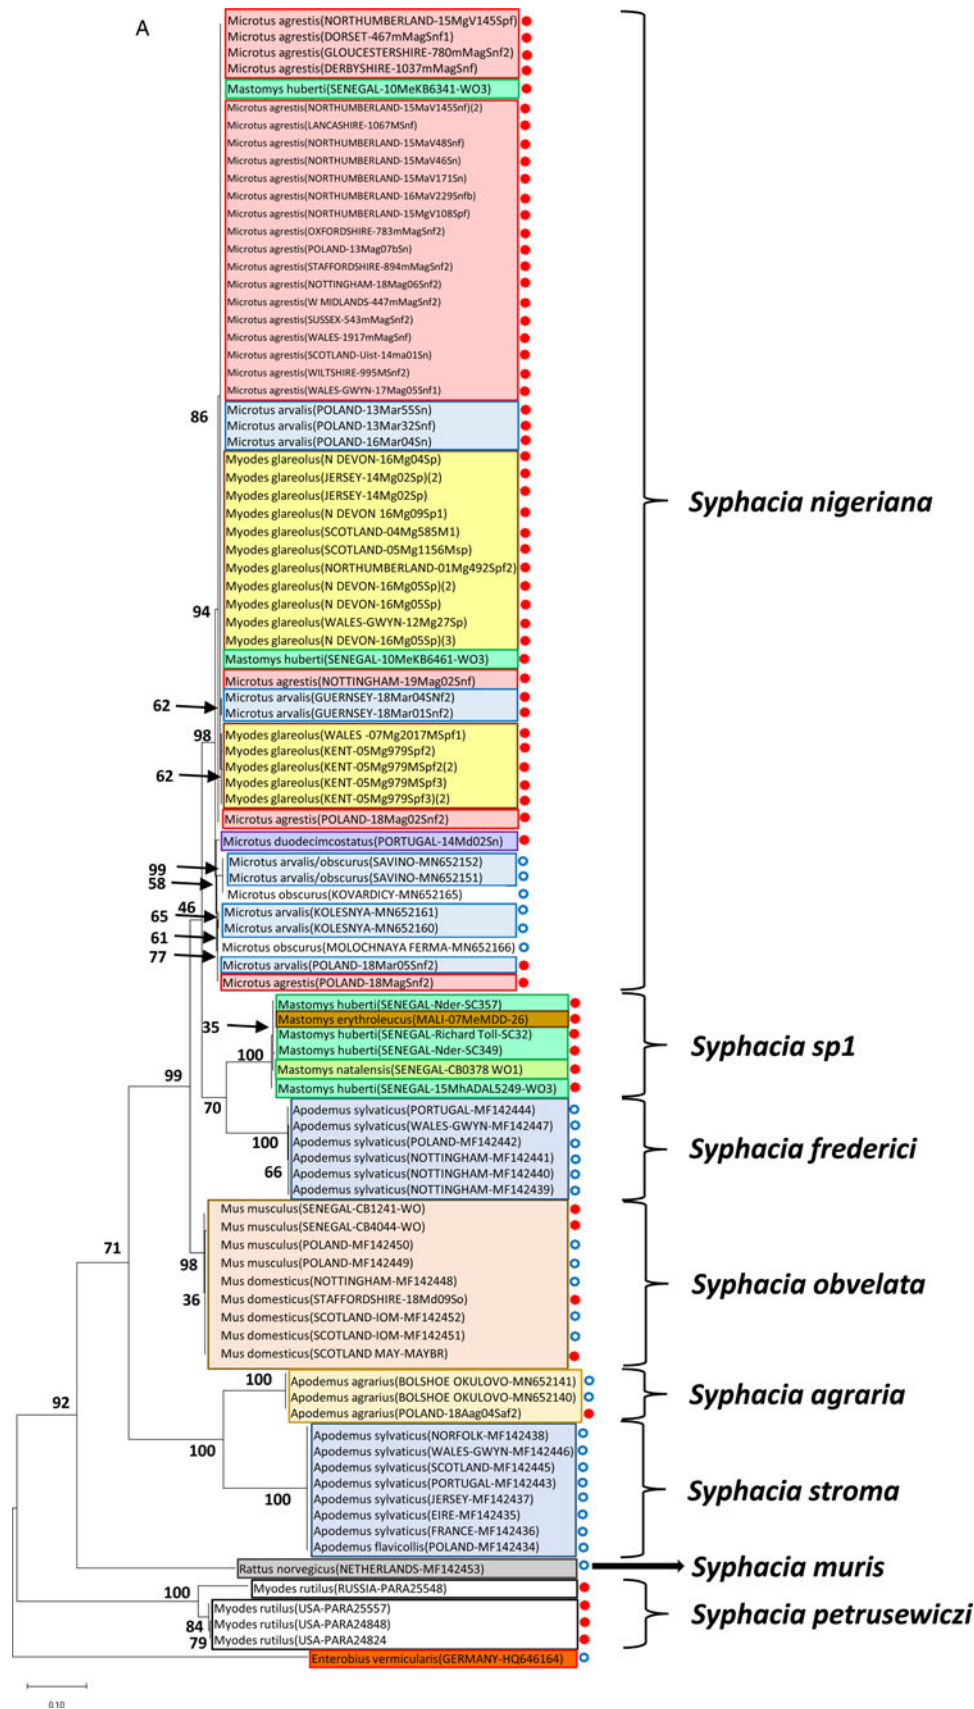 A
Microtus agrestis(NORTHUMBERLAND-15MgV145Spf)
Microtus agrestis(DORSET-467mMagSnf1)
Microtus agrestis(GLOUCESTERSHIRE-780mMagSnf2)
Microtus agrestis(DERBYSHIRE-1037mMagSnf)
Mastomys huberti(SENEGAL-10MeKB6341-WO3)
Microtus agrestis(NORTHUMBERLAND-15MaV145Snf)(2)
Microtus agrestis(LANCASHIRE-1067MSnf)
Microtus agrestis(NORTHUMBERLAND-15MaV48Snf)
Microtus agrestis(NORTHUMBERLAND-15MaV46Sn)
Microtus agrestis(NORTHUMBERLAND-15MaV171Sn)
Microtus agrestis(NORTHUMBERLAND-16MaV229Snfb)
Microtus agrestis(NORTHUMBERLAND-15MgV108Spf)
Microtus agrestis(OXFORDSHIRE-783mMagSnf2)
Microtus agrestis(POLAND-13Mag07bSn)
Microtus agrestis(STAFFORDSHIRE-894mMagSnf2)
Microtus agrestis(NOTTINGHAM-18Mag06Snf2)
Microtus agrestis(W MIDLANDS-447mMagSnf2)
Microtus agrestis(SUSSEX-543mMagSnf2)
Microtus agrestis(WALES-1917mMagSnf)
Microtus agrestis(SCOTLAND-Uist-14ma01Sn)
Microtus agrestis(WILTSHIRE-995MSnf2)
Microtus agrestis(WALES-GWYN-17Mag05Snf1)
86
Microtus arvalis(POLAND-13Mar55Sn)
Microtus arvalis(POLAND-13Mar32Snf)
Microtus arvalis(POLAND-16Mar04Sn)
Myodes glareolus(N DEVON-16Mg04Sp)
Myodes glareolus(JERSEY-14Mg02Sp)(2)
Myodes glareolus(JERSEY-14Mg02Sp)
Syphacia nigeriana
Myodes glareolus(N DEVON 16Mg09Sp1)
Myodes glareolus(SCOTLAND-04Mg585M1)
Myodes glareolus(SCOTLAND-05Mg1156Msp)
Myodes glareolus(NORTHUMBERLAND-01Mg492Spf2)
Myodes glareolus(N DEVON-16Mg05Sp)(2)
Myodes glareolus(N DEVON-16Mg05Sp)
94
Myodes glareolus(WALES-GWYN-12Mg27Sp)
Myodes glareolus(N DEVON-16Mg05Sp)(3)
Mastomys huberti(SENEGAL-10MeKB6461-WO3)
Microtus agrestis(NOTTINGHAM-19Mag02Snf)
Microtus arvalis(GUERNSEY-18Mar04SNf2)
62
Microtus arvalis(GUERNSEY-18Mar01Snf2)
98
Myodes glareolus(WALES -07Mg2017MSpf1)
Myodes glareolus(KENT-05Mg979Spf2)
Myodes glareolus(KENT-05Mg979MSpf2(2)
62
Myodes glareolus(KENT-05Mg979MSpf3)
Myodes glareolus(KENT-05Mg979Spf3)(2)
Microtus agrestis(POLAND-18Mag02Snf2)
Microtus duodecimcostatus(PORTUGAL-14Md02Sn)
Microtus arvalis/obscurus(SAVINO-MN652152)
99
Microtus arvalis/obscurus(SAVINO-MN652151)
58
Microtus obscurus(KOVARDICY-MN652165)
46
Microtus arvalis(KOLESNYA-MN652161)
65
Microtus arvalis(KOLESNYA-MN652160)
61
Microtus obscurus(MOLOCHNAYA FERMA-MN652166)
77
Microtus arvalis(POLAND-18Mar05Snf2)
Microtus agrestis(POLAND-18MagSnf2)
Mastomys huberti(SENEGAL-Nder-SC357)
Mastomys erythroleucus(MALI-07MeMDD-26)
35
Mastomys huberti(SENEGAL-Richard Toll-SC32)
Syphacia sp1
Mastomys huberti(SENEGAL-Nder-SC349)
100
Mastomys natalensis(SENEGAL-CB0378 WO1)
99
Mastomys huberti(SENEGAL-15MhADAL5249-WO3)
70
Apodemus sylvaticus(PORTUGAL-MF142444)
Apodemus sylvaticus(WALES-GWYN-MF142447)
100
Apodemus sylvaticus(POLAND-MF142442)
Syphacia frederici
Apodemus sylvaticus(NOTTINGHAM-MF142441)
66
Apodemus sylvaticus(NOTTINGHAM-MF142440)
Apodemus sylvaticus(NOTTINGHAM-MF142439)
Mus musculus(SENEGAL-CB1241-WO)
Mus musculus(SENEGAL-CB4044-WO)
71
Mus musculus(POLAND-MF142450)
98
Mus musculus(POLAND-MF142449)
Mus domesticus(NOTTINGHAM-MF142448)
Syphacia obvelata
36
Mus domesticus(STAFFORDSHIRE-18Md09So)
Mus domesticus(SCOTLAND-IOM-MF142452)
Mus domesticus(SCOTLAND-IOM-MF142451)
Mus domesticus(SCOTLAND MAY-MAYBR)
100
Apodemus agrarius(BOLSHOE OKULOVO-MN652141)
Apodemus agrarius(BOLSHOE OKULOVO-MN652140)
Syphacia agraria
92
Apodemus agrarius(POLAND-18Aag04Saf2)
Apodemus sylvaticus(NORFOLK-MF142438)
100
Apodemus sylvaticus(WALES-GWYN-MF142446)
Apodemus sylvaticus(SCOTLAND-MF142445)
Apodemus sylvaticus(PORTUGAL-MF142443)
Syphacia stroma
100
Apodemus sylvaticus(JERSEY-MF142437)
Apodemus sylvaticus(EIRE-MF142435)
Apodemus sylvaticus(FRANCE-MF142436)
Apodemus flavicollis(POLAND-MF142434)
Rattus norvegicus(NETHERLANDS-MF142453)
Syphacia muris
100
Myodes rutilus(RUSSIA-PARA25548)
Myodes rutilus(USA-PARA25557)
84
Myodes rutilus(USA-PARA24848)
Syphacia petrusewiczi
79
Myodes rutilus(USA-PARA24824
Enterobius vermicularis(GERMANY-HQ646164)
0.10